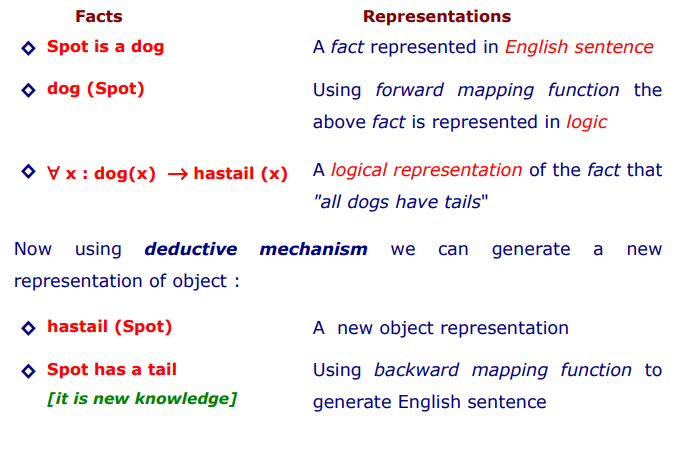 Facts Representations
Spot is a dog A fact represented in English sentence
dog (Spot) Using forward mapping function the
above fact is represented in logic
∀ x : dog(x) → hastail (x) A logical representation of the fact that
"all dogs have tails"
Now using deductive mechanism we can generate a new
representation of object :
hastail (Spot) A new object representation
Spot has a tail Using backward mapping function to
[it is new knowledge] generate English sentence